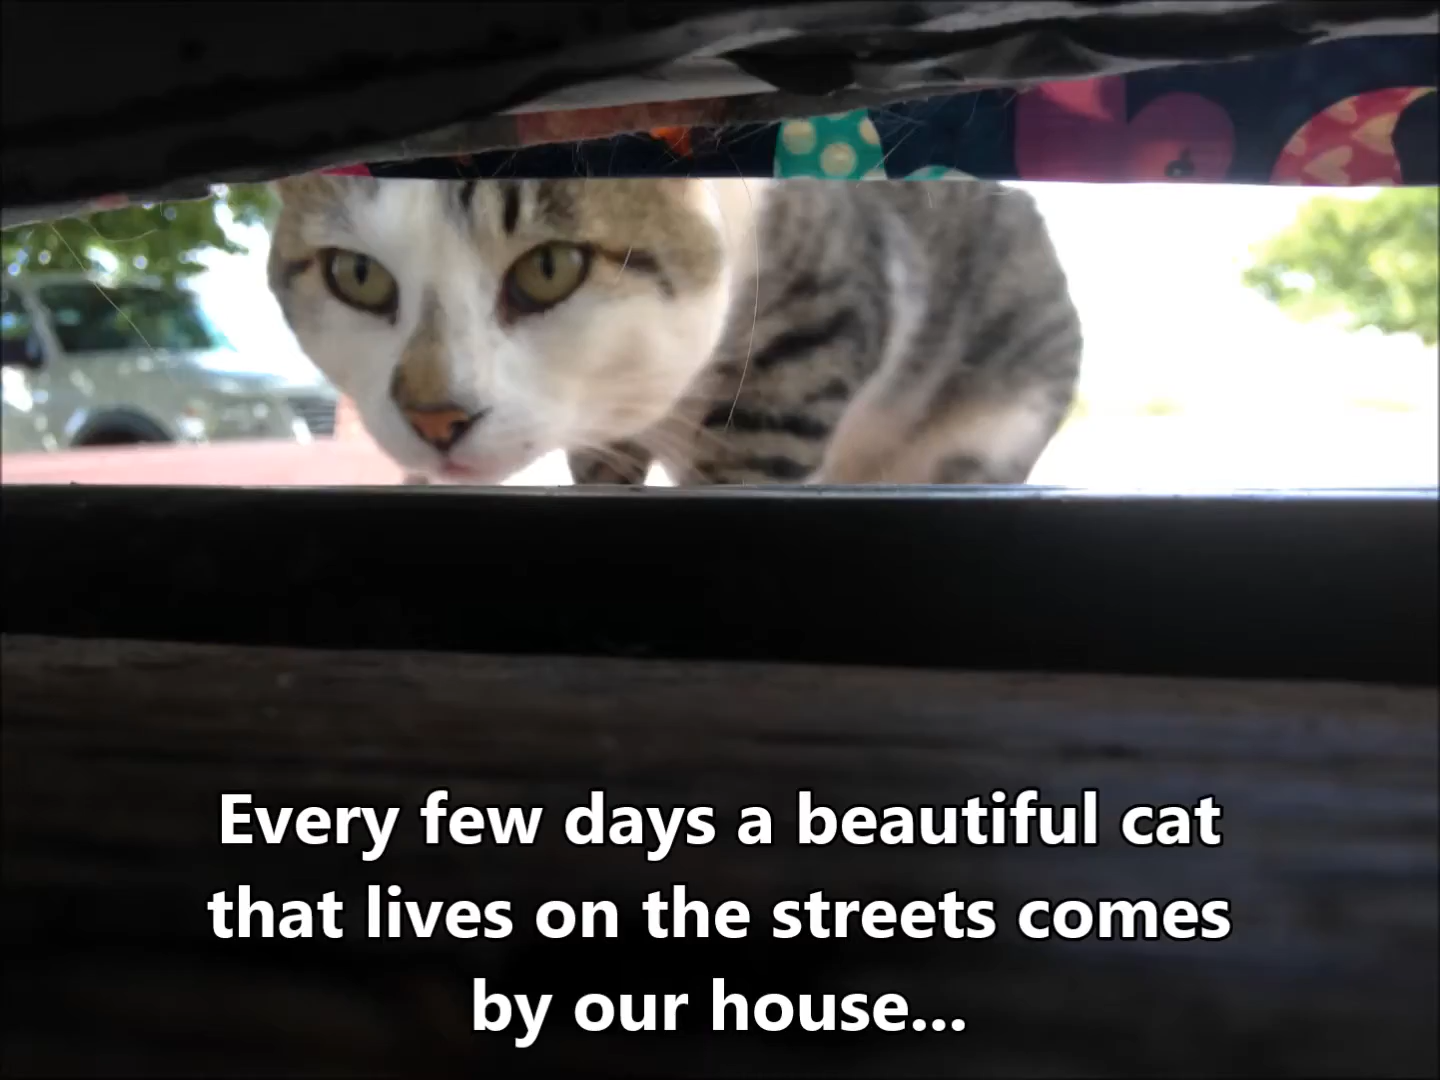 Every few days a beautiful cat
that lives on the streets comes
by our house...